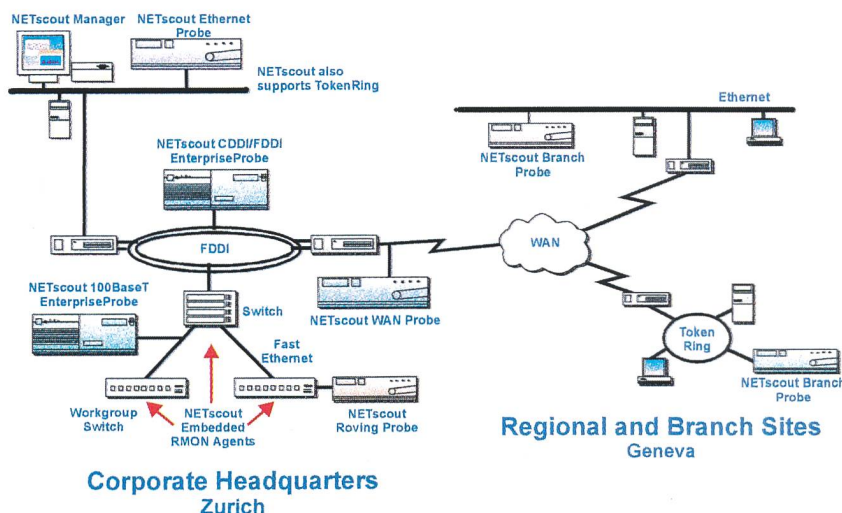 NETscout Manager
NETscout Ethernet
Probe
NETscout also
supports TokenRing
Ethernet
NETscout Branch
Probe
NETscout CDDI/FDDI
EnterpriseProbe
FDDI
WAN
NETscout 100BaseT
EnterpriseProbe
Switch
NETscout WAN Probe
Fast
Ethernet
Token
Ring
Workgroup
Switch
NETscout
Embedded
RMON Agents
NETscout
Roving Probe
NETscout Branch
Probe
Regional and Branch Sites
Geneva
Corporate Headquarters
Zurich